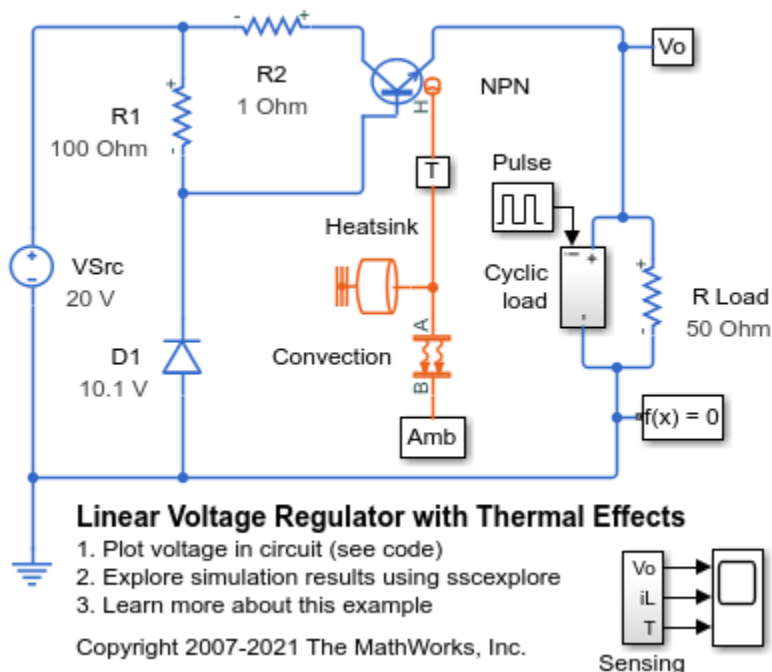 - +
R2
1 Ohm
Vo
NPN
H
R1
100 Ohm
+
-
T
Pulse
Heatsink
+
-
VSrc
20 V
- +
Cyclic
load
-
+
-
R Load
50 Ohm
A
Convection
B
D1
10.1 V
Amb
f(x) = 0
Linear Voltage Regulator with Thermal Effects
1. Plot voltage in circuit (see code)
2. Explore simulation results using sscexplore
3. Learn more about this example
Copyright 2007-2021 The MathWorks, Inc.
Vo
iL
T
Sensing